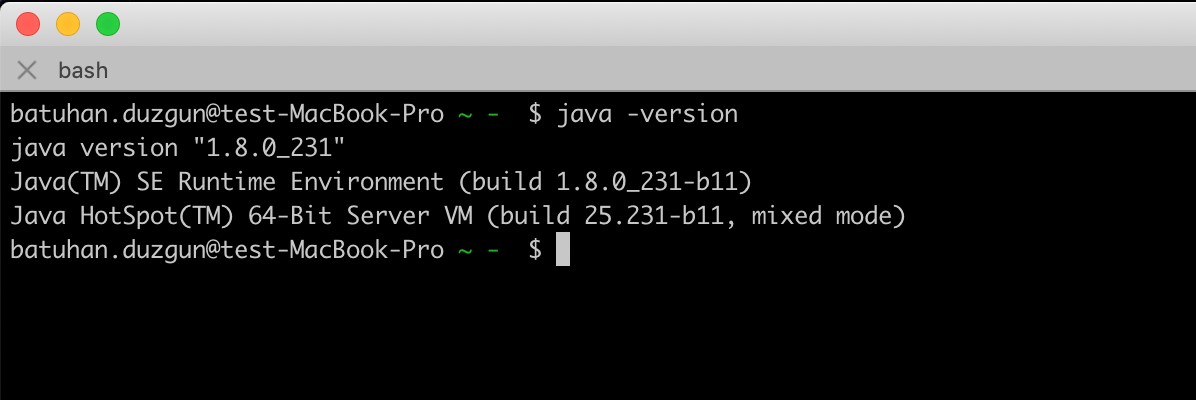 bash
batuhan.duzgun@test-MacBook-Pro ~ -  $ java -version
java version "1.8.0_231"
Java(TM) SE Runtime Environment (build 1.8.0_231-b11)
Java HotSpot(TM) 64-Bit Server VM (build 25.231-b11, mixed mode)
batuhan.duzgun@test-MacBook-Pro ~ -  $